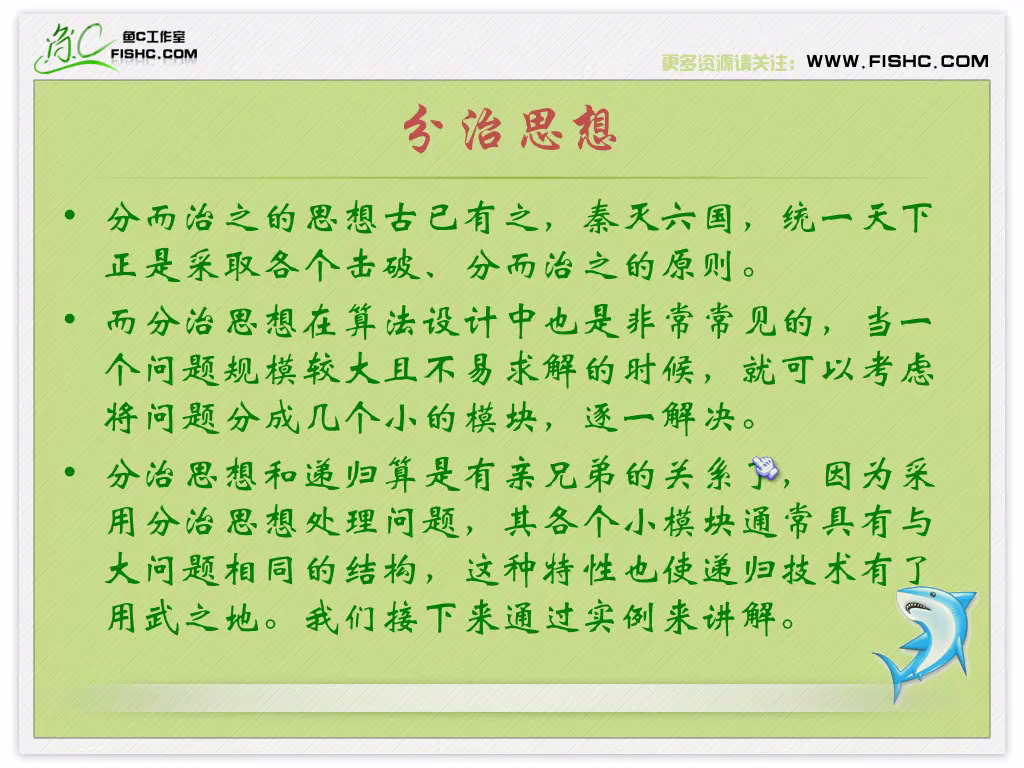 鱼C
鱼C工作室
FISHC.COM
更多资源请关注：WWW.FISHC.COM
分治思想
• 分而治之的思想古已有之，秦灭六国，统一天下
正是采取各个击破、分而治之的原则。
• 而分治思想在算法设计中也是非常常见的，当一
个问题规模较大且不易求解的时候，就可以考虑
将问题分成几个小的模块，逐一解决。
• 分治思想和递归算是有亲兄弟的关系了，因为采
用分治思想处理问题，其各个小模块通常具有与
大问题相同的结构，这种特性也使递归技术有了
用武之地。我们接下来通过实例来讲解。